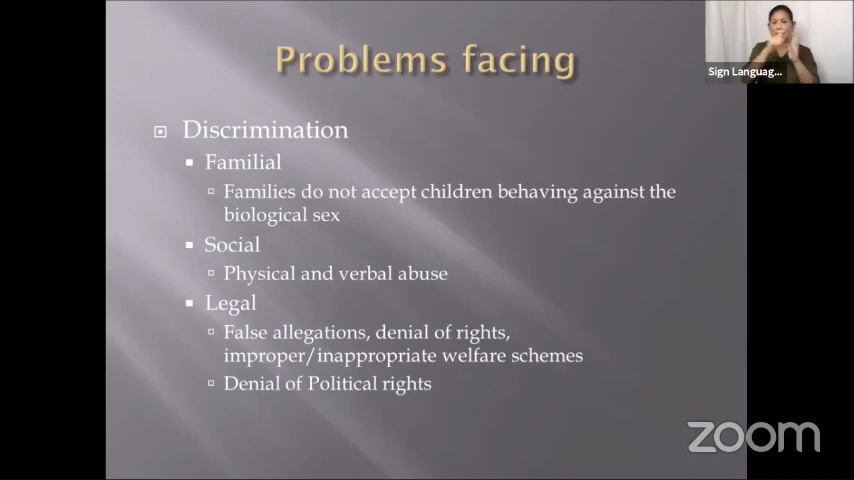 Problems facing
Sign Languag...
Discrimination
Familial
Families do not accept children behaving against the
biological sex
Social
Physical and verbal abuse
Legal
False allegations, denial of rights,
improper/inappropriate welfare schemes
Denial of Political rights
zoom